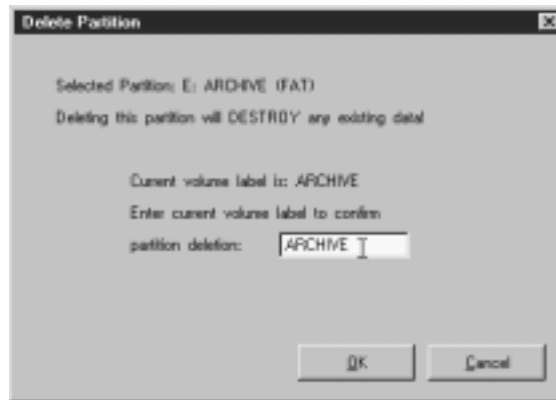 Delete Partition
Selected Partition: E: ARCHIVE (FAT)
Deleting this partition will DESTROY any existing data!
Current volume label is: ARCHIVE
Enter current volume label to confirm
partition deletion: ARCHIVE
OK Cancel